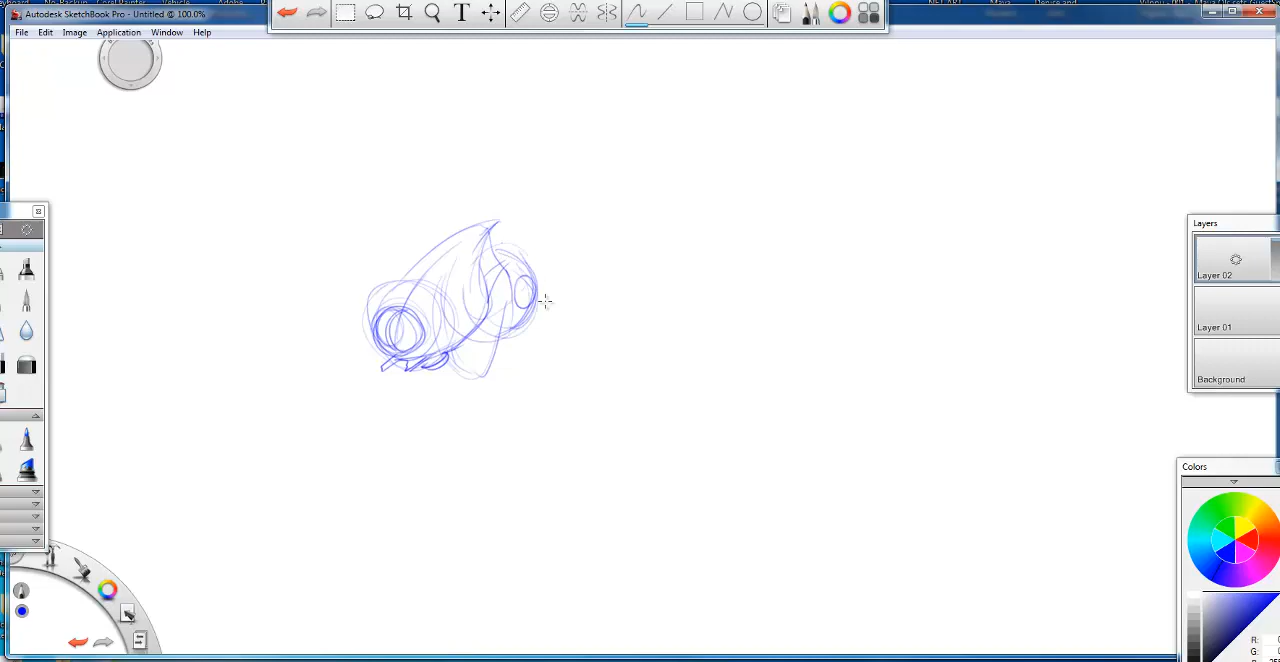 Autodesk SketchBook Pro - Untitled @ 100.0%
File Edit Image Application Window Help
T
Layers
Layer 02
Layer 01
Background
Colors
R:
G: